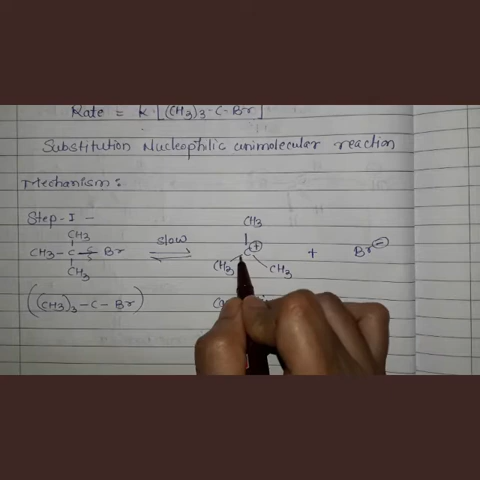 Rate = K [(CH3)3-C-Br]
Substitution Nucleophilic unimolecular reaction
Mechanism:
Step-I -
CH3 CH3
CH3-C-Br slow C+ + Br-
CH3 CH3 CH3
((CH3)3-C-Br)